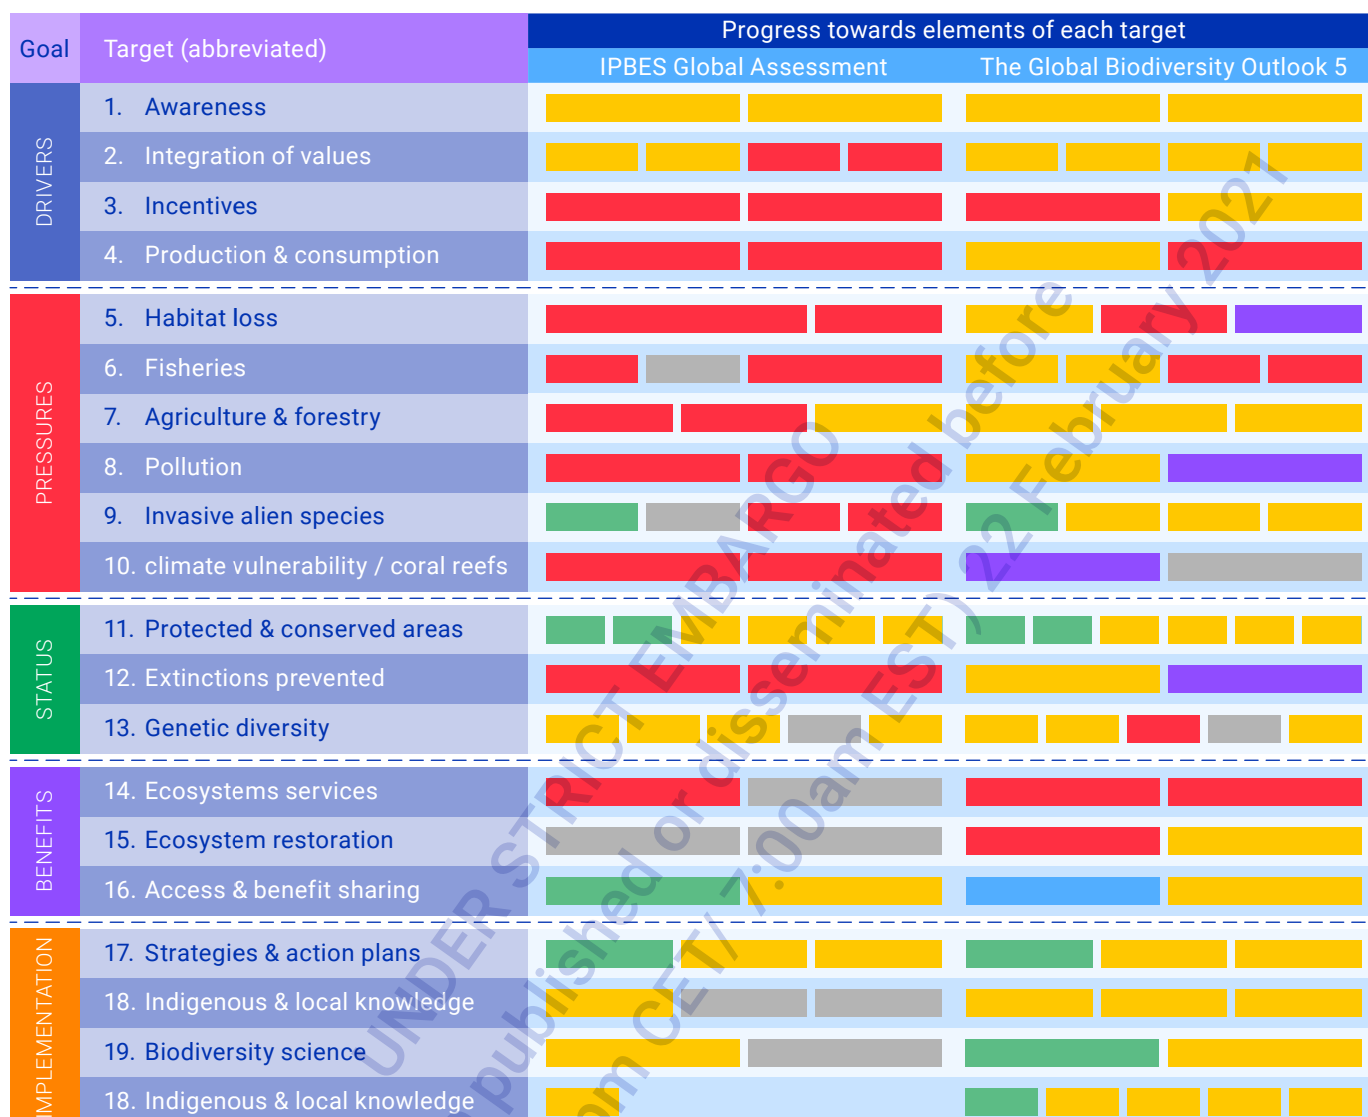 Goal
Target (abbreviated)
Progress towards elements of each target
IPBES Global Assessment
The Global Biodiversity Outlook 5
DRIVERS
1. Awareness
2. Integration of values
3. Incentives
4. Production & consumption
PRESSURES
5. Habitat loss
6. Fisheries
7. Agriculture & forestry
8. Pollution
9. Invasive alien species
10. climate vulnerability / coral reefs
STATUS
11. Protected & conserved areas
12. Extinctions prevented
13. Genetic diversity
BENEFITS
14. Ecosystems services
15. Ecosystem restoration
16. Access & benefit sharing
IMPLEMENTATION
17. Strategies & action plans
18. Indigenous & local knowledge
19. Biodiversity science
18. Indigenous & local knowledge
UNDER STRICT EMBARGO
published or disseminated before
CET/ 7:00am EST) 22 February 2021